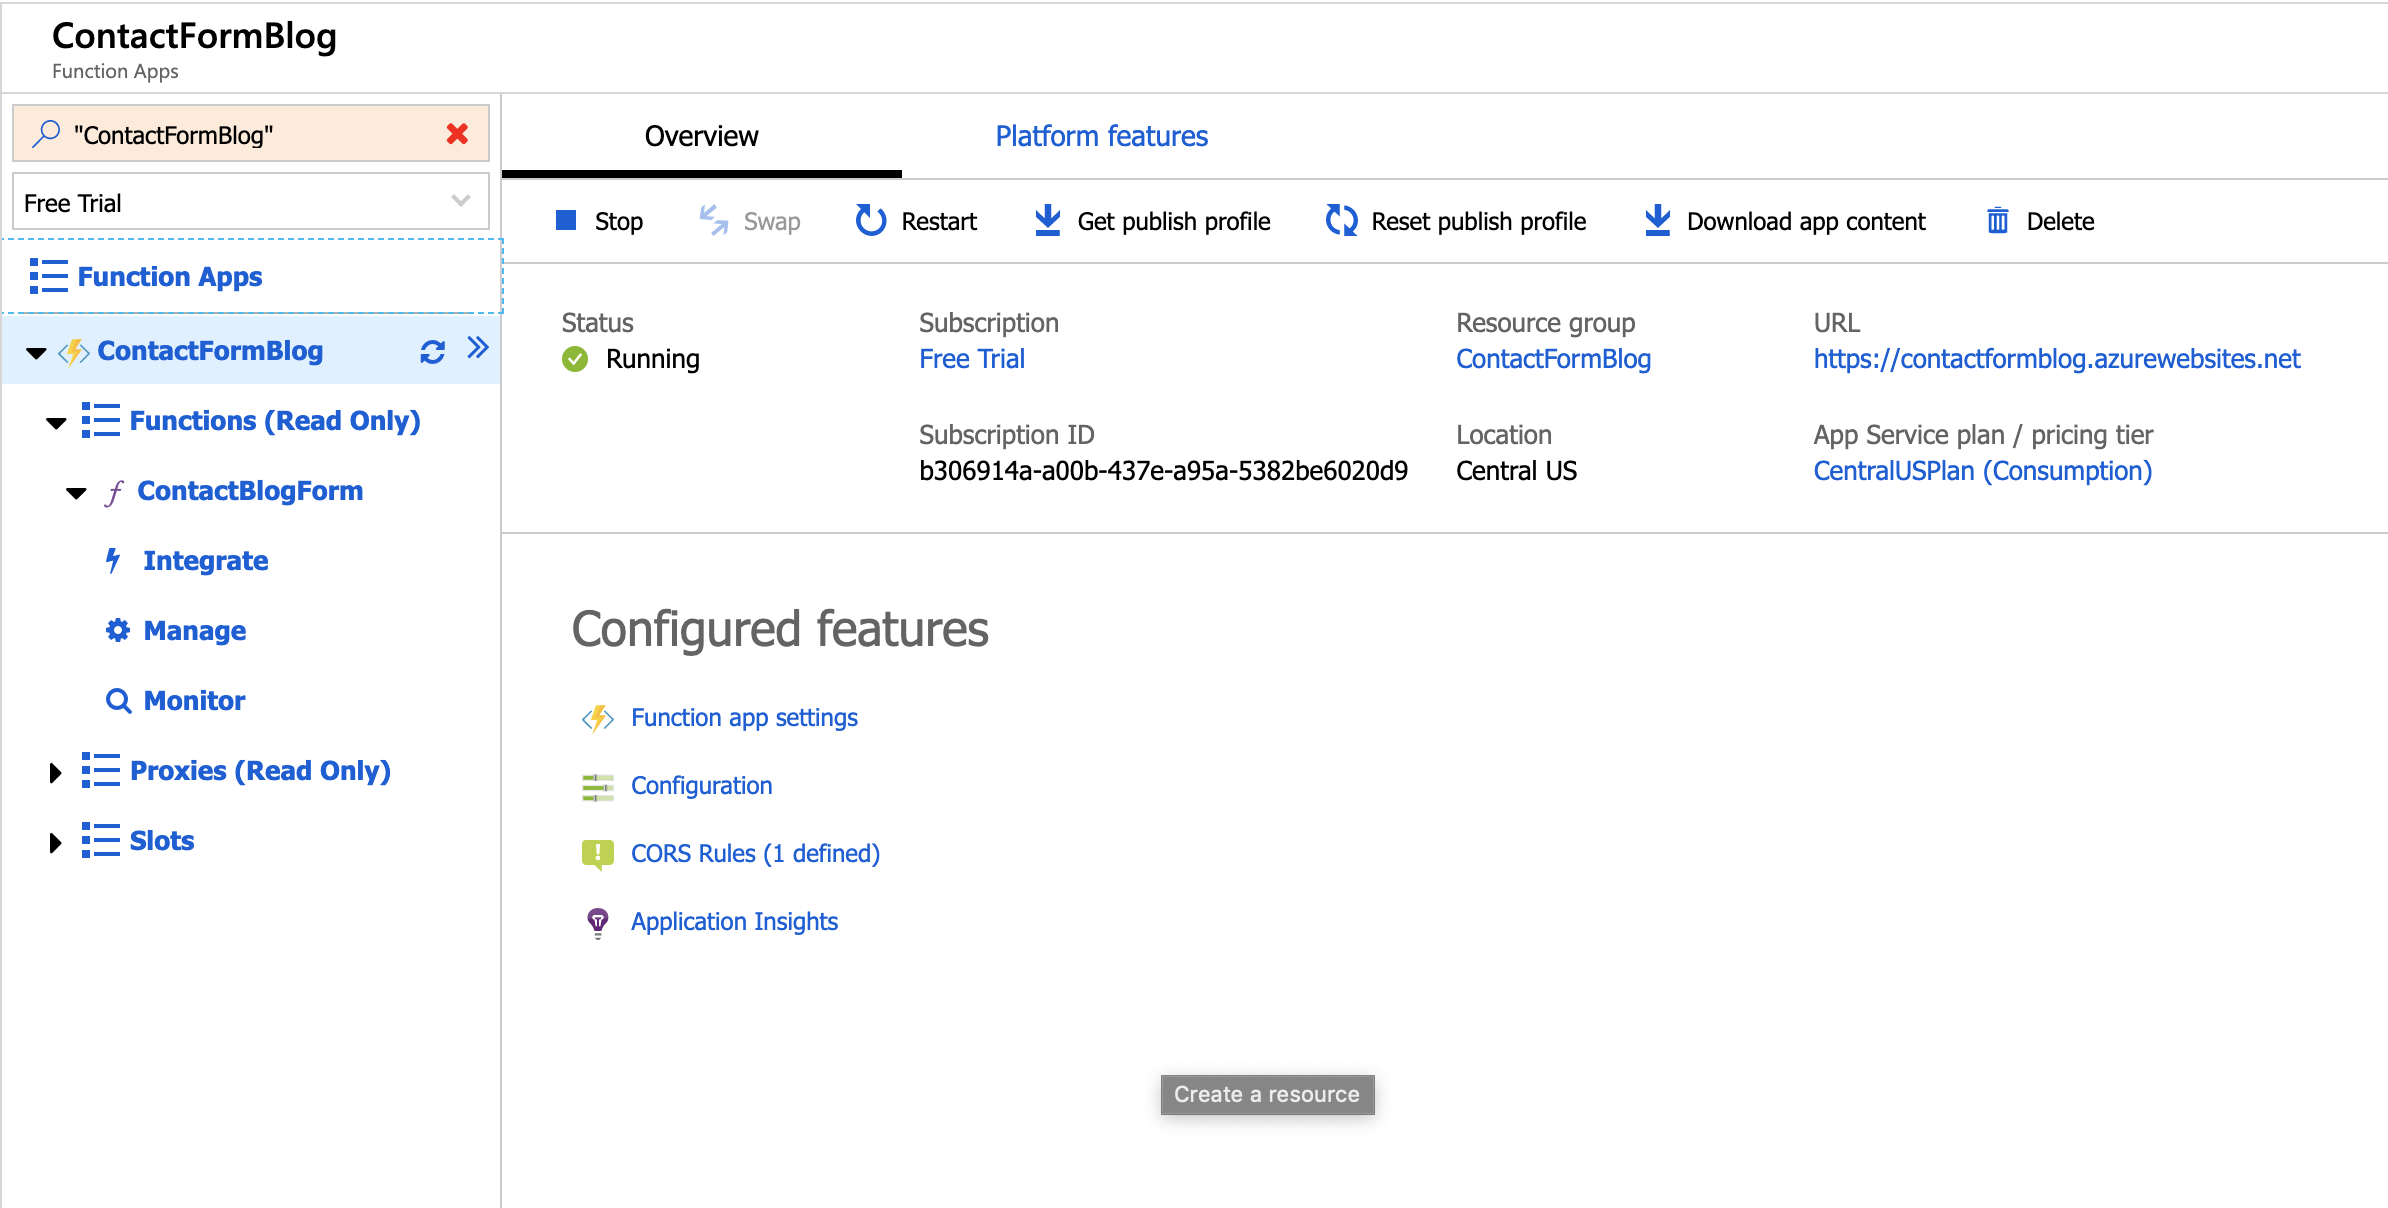 ContactFormBlog
Function Apps
"ContactFormBlog"
Free Trial
Function Apps
ContactFormBlog
Functions (Read Only)
ContactBlogForm
Integrate
Manage
Monitor
Proxies (Read Only)
Slots
Overview Platform features
Stop Swap Restart Get publish profile Reset publish profile Download app content Delete
Status Subscription Resource group URL
Running Free Trial ContactFormBlog https://contactformblog.azurewebsites.net
Subscription ID Location App Service plan / pricing tier
b306914a-a00b-437e-a95a-5382be6020d9 Central US CentralUSPlan (Consumption)
Configured features
Function app settings
Configuration
CORS Rules (1 defined)
Application Insights
Create a resource